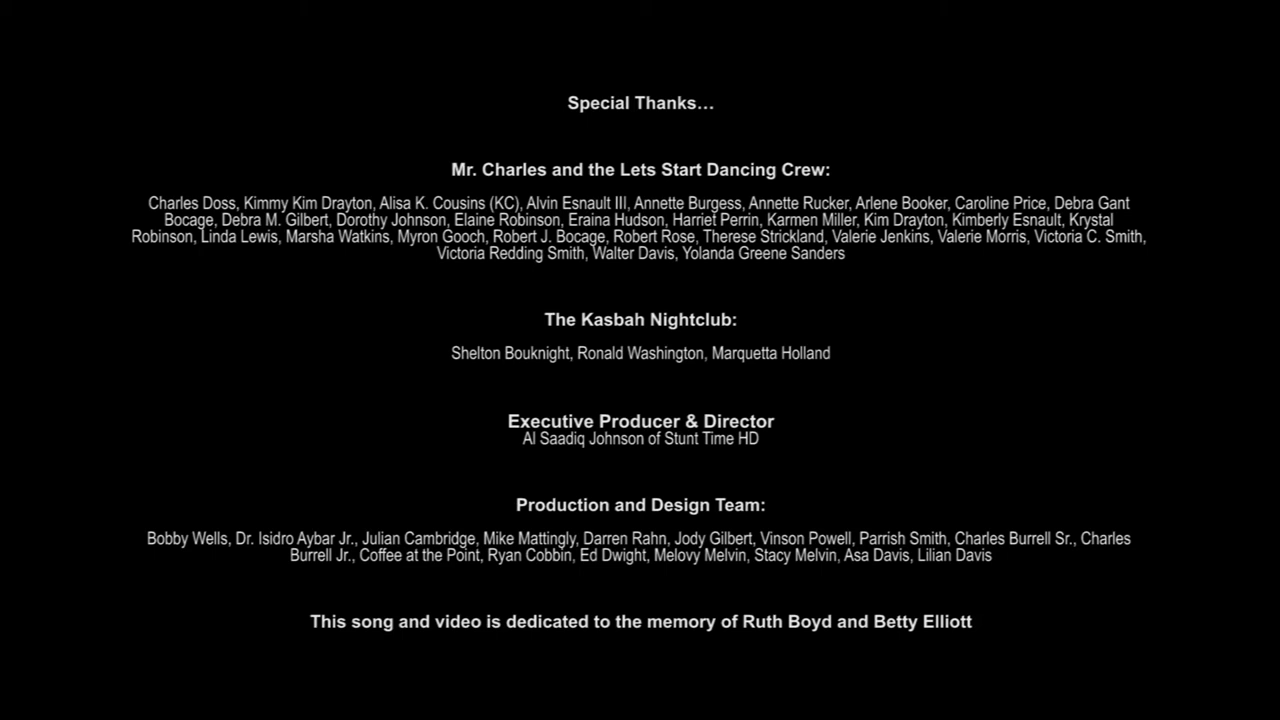 Special Thanks…
Mr. Charles and the Lets Start Dancing Crew:
Charles Doss, Kimmy Kim Drayton, Alisa K. Cousins (KC), Alvin Esnault III, Annette Burgess, Annette Rucker, Arlene Booker, Caroline Price, Debra Gant
Bocage, Debra M. Gilbert, Dorothy Johnson, Elaine Robinson, Eraina Hudson, Harriet Perrin, Karmen Miller, Kim Drayton, Kimberly Esnault, Krystal
Robinson, Linda Lewis, Marsha Watkins, Myron Gooch, Robert J. Bocage, Robert Rose, Therese Strickland, Valerie Jenkins, Valerie Morris, Victoria C. Smith,
Victoria Redding Smith, Walter Davis, Yolanda Greene Sanders
The Kasbah Nightclub:
Shelton Bouknight, Ronald Washington, Marquetta Holland
Executive Producer & Director
Al Saadiq Johnson of Stunt Time HD
Production and Design Team:
Bobby Wells, Dr. Isidro Aybar Jr., Julian Cambridge, Mike Mattingly, Darren Rahn, Jody Gilbert, Vinson Powell, Parrish Smith, Charles Burrell Sr., Charles
Burrell Jr., Coffee at the Point, Ryan Cobbin, Ed Dwight, Melovy Melvin, Stacy Melvin, Asa Davis, Lilian Davis
This song and video is dedicated to the memory of Ruth Boyd and Betty Elliott